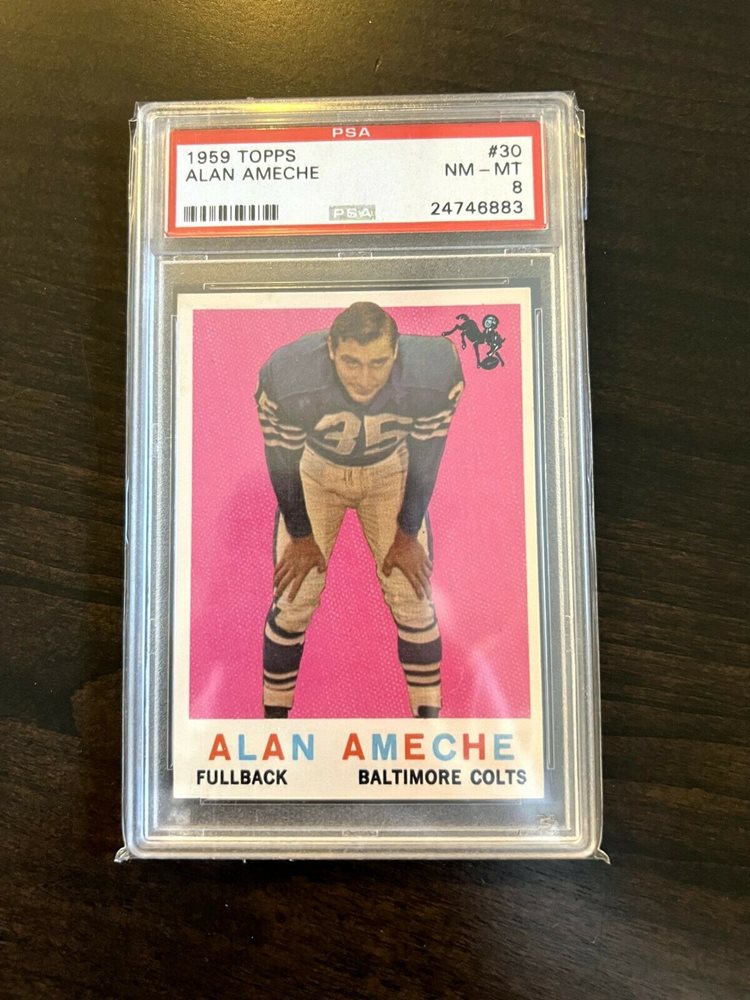 PSA
1959 TOPPS #30
ALAN AMECHE NM - MT
8
PSA 24746883
35
ALAN AMECHE
FULLBACK BALTIMORE COLTS